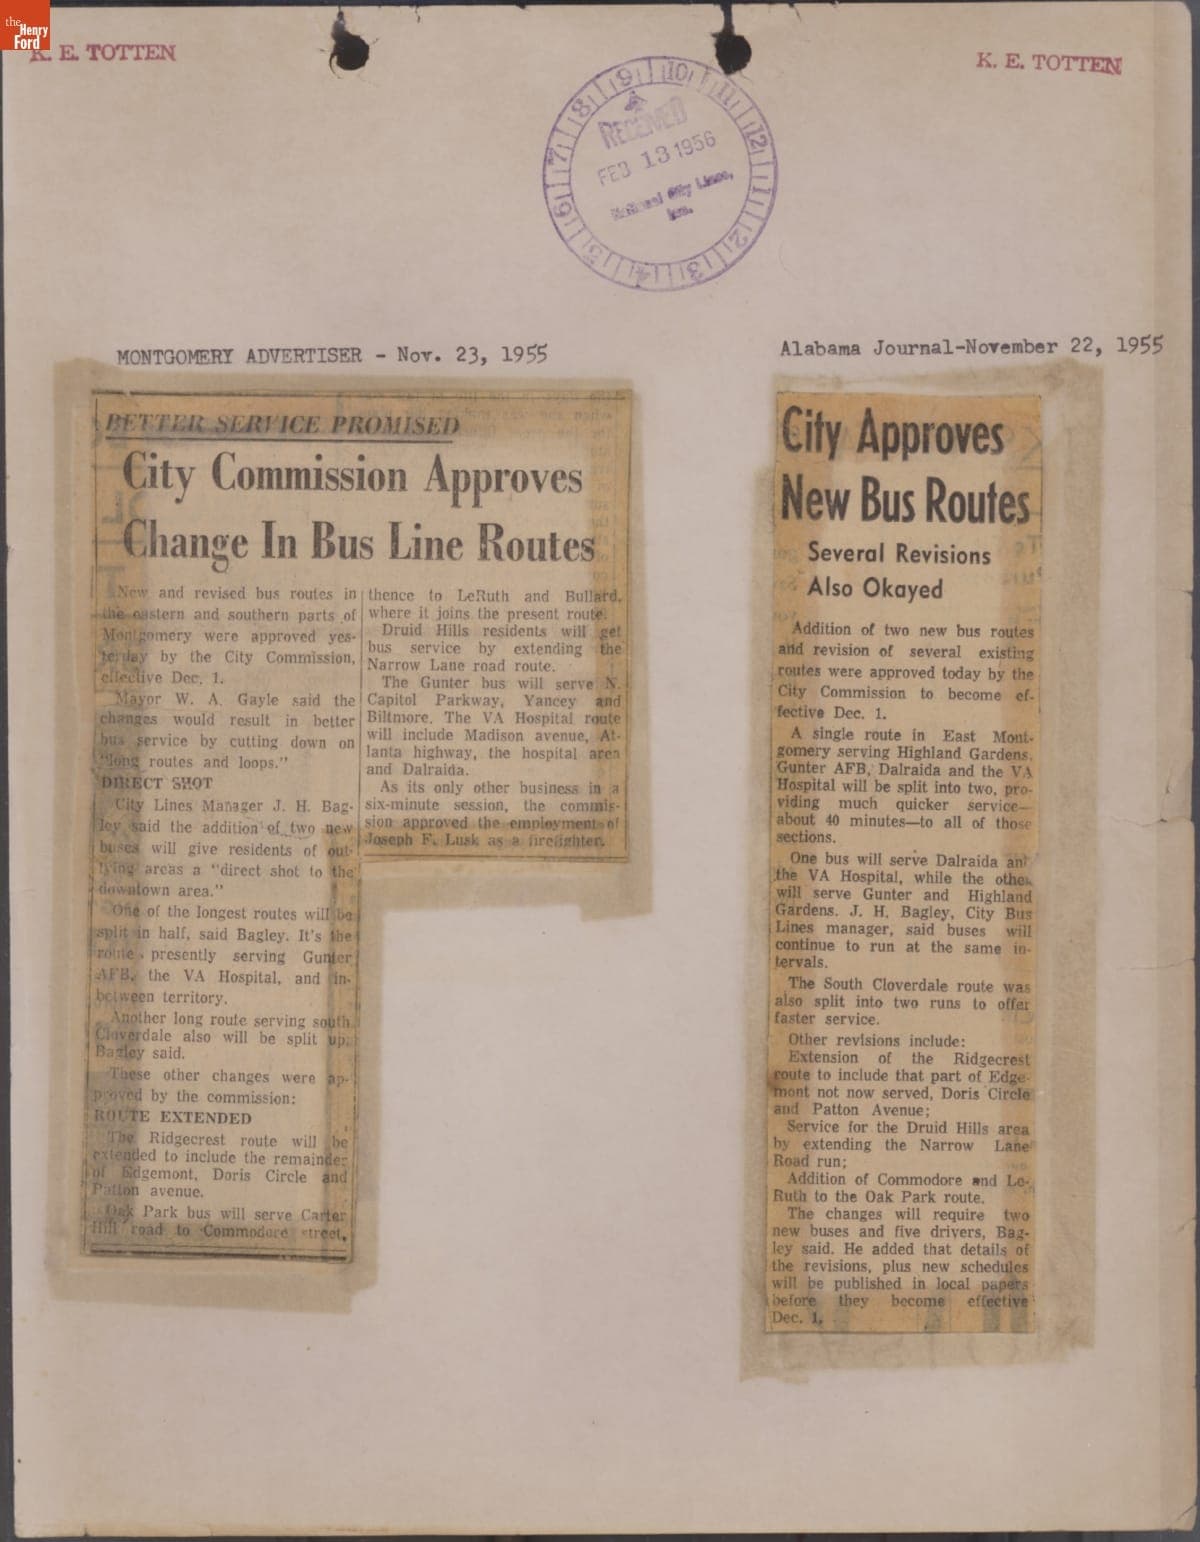 the
Henry
Ford
K. E. TOTTEN
K. E. TOTTEN
9 10 11 12 1 2 3 4 5 6 7 8
RECEIVED
FEB 13 1956
National City Lines,
Inc.
MONTGOMERY ADVERTISER - Nov. 23, 1955
BETTER SERVICE PROMISED
City Commission Approves
Change In Bus Line Routes
New and revised bus routes in
the eastern and southern parts of
Montgomery were approved yes-
terday by the City Commission,
effective Dec. 1.
Mayor W. A. Gayle said the
changes would result in better
bus service by cutting down on
"long routes and loops."
DIRECT SHOT
City Lines Manager J. H. Bag-
ley said the addition of two new
buses will give residents of out-
lying areas a "direct shot to the
downtown area."
One of the longest routes will be
split in half, said Bagley. It's the
route presently serving Gunter
AFB, the VA Hospital, and in-
between territory.
Another long route serving south
Cloverdale also will be split up,
Bagley said.
These other changes were ap-
proved by the commission:
ROUTE EXTENDED
The Ridgecrest route will be
extended to include the remainder
of Edgemont, Doris Circle and
Patton avenue.
Oak Park bus will serve Carter
Hill road to Commodore street,
thence to LeRuth and Bullard,
where it joins the present route.
Druid Hills residents will get
bus service by extending the
Narrow Lane road route.
The Gunter bus will serve N.
Capitol Parkway, Yancey and
Biltmore. The VA Hospital route
will include Madison avenue, At-
lanta highway, the hospital area
and Dalraida.
As its only other business in a
six-minute session, the commis-
sion approved the employment of
Joseph F. Lusk as a firefighter.
Alabama Journal-November 22, 1955
City Approves
New Bus Routes
Several Revisions
Also Okayed
Addition of two new bus routes
and revision of several existing
routes were approved today by the
City Commission to become ef-
fective Dec. 1.
A single route in East Mont-
gomery serving Highland Gardens,
Gunter AFB, Dalraida and the VA
Hospital will be split into two, pro-
viding much quicker service—
about 40 minutes—to all of those
sections.
One bus will serve Dalraida and
the VA Hospital, while the other
will serve Gunter and Highland
Gardens. J. H. Bagley, City Bus
Lines manager, said buses will
continue to run at the same in-
tervals.
The South Cloverdale route was
also split into two runs to offer
faster service.
Other revisions include:
Extension of the Ridgecrest
route to include that part of Edge-
mont not now served, Doris Circle
and Patton Avenue;
Service for the Druid Hills area
by extending the Narrow Lane
Road run;
Addition of Commodore and Le-
Ruth to the Oak Park route.
The changes will require two
new buses and five drivers, Bag-
ley said. He added that details of
the revisions, plus new schedules
will be published in local papers
before they become effective
Dec. 1.